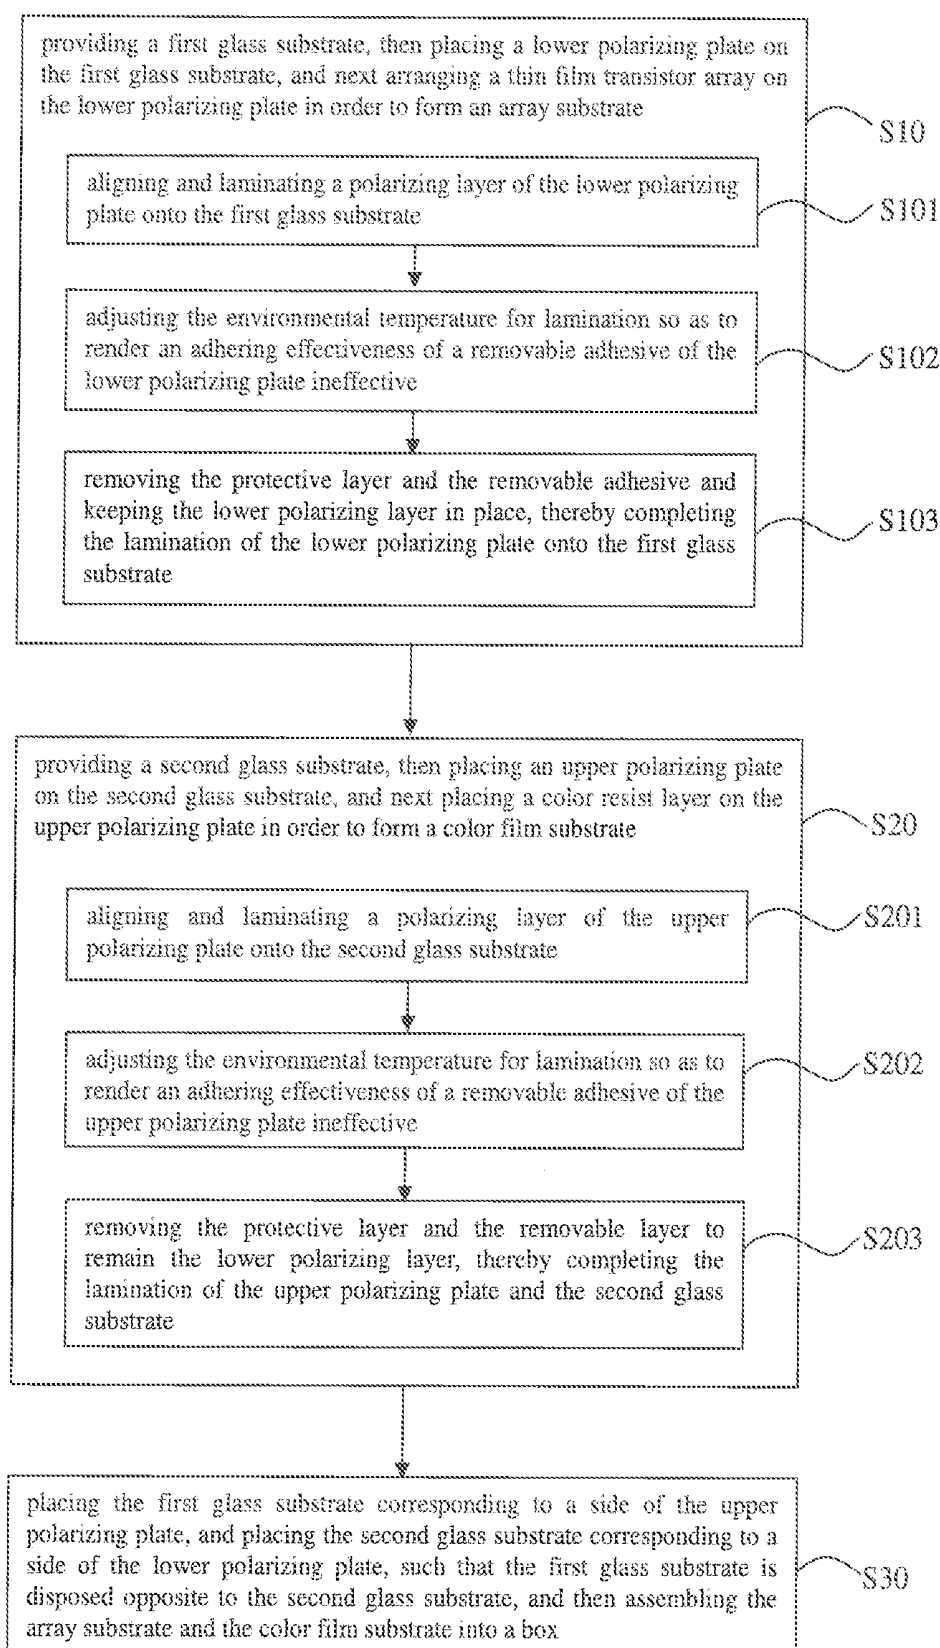 providing a first glass substrate, then placing a lower polarizing plate on
the first glass substrate, and next arranging a thin film transistor array on
the lower polarizing plate in order to form an array substrate
S10
aligning and laminating a polarizing layer of the lower polarizing
plate onto the first glass substrate
S101
adjusting the environmental temperature for lamination so as to
render an adhering effectiveness of a removable adhesive of the
lower polarizing plate ineffective
S102
removing the protective layer and the removable adhesive and
keeping the lower polarizing layer in place, thereby completing
the lamination of the lower polarizing plate onto the first glass
substrate
S103
providing a second glass substrate, then placing an upper polarizing plate
on the second glass substrate, and next placing a color resist layer on the
upper polarizing plate in order to form a color film substrate
S20
aligning and laminating a polarizing layer of the upper
polarizing plate onto the second glass substrate
S201
adjusting the environmental temperature for lamination so as to
render an adhering effectiveness of a removable adhesive of the
upper polarizing plate ineffective
S202
removing the protective layer and the removable layer to
remain the lower polarizing layer, thereby completing the
lamination of the upper polarizing plate and the second glass
substrate
S203
placing the first glass substrate corresponding to a side of the upper
polarizing plate, and placing the second glass substrate corresponding to a
side of the lower polarizing plate, such that the first glass substrate is
disposed opposite to the second glass substrate, and then assembling the
array substrate and the color film substrate into a box
S30